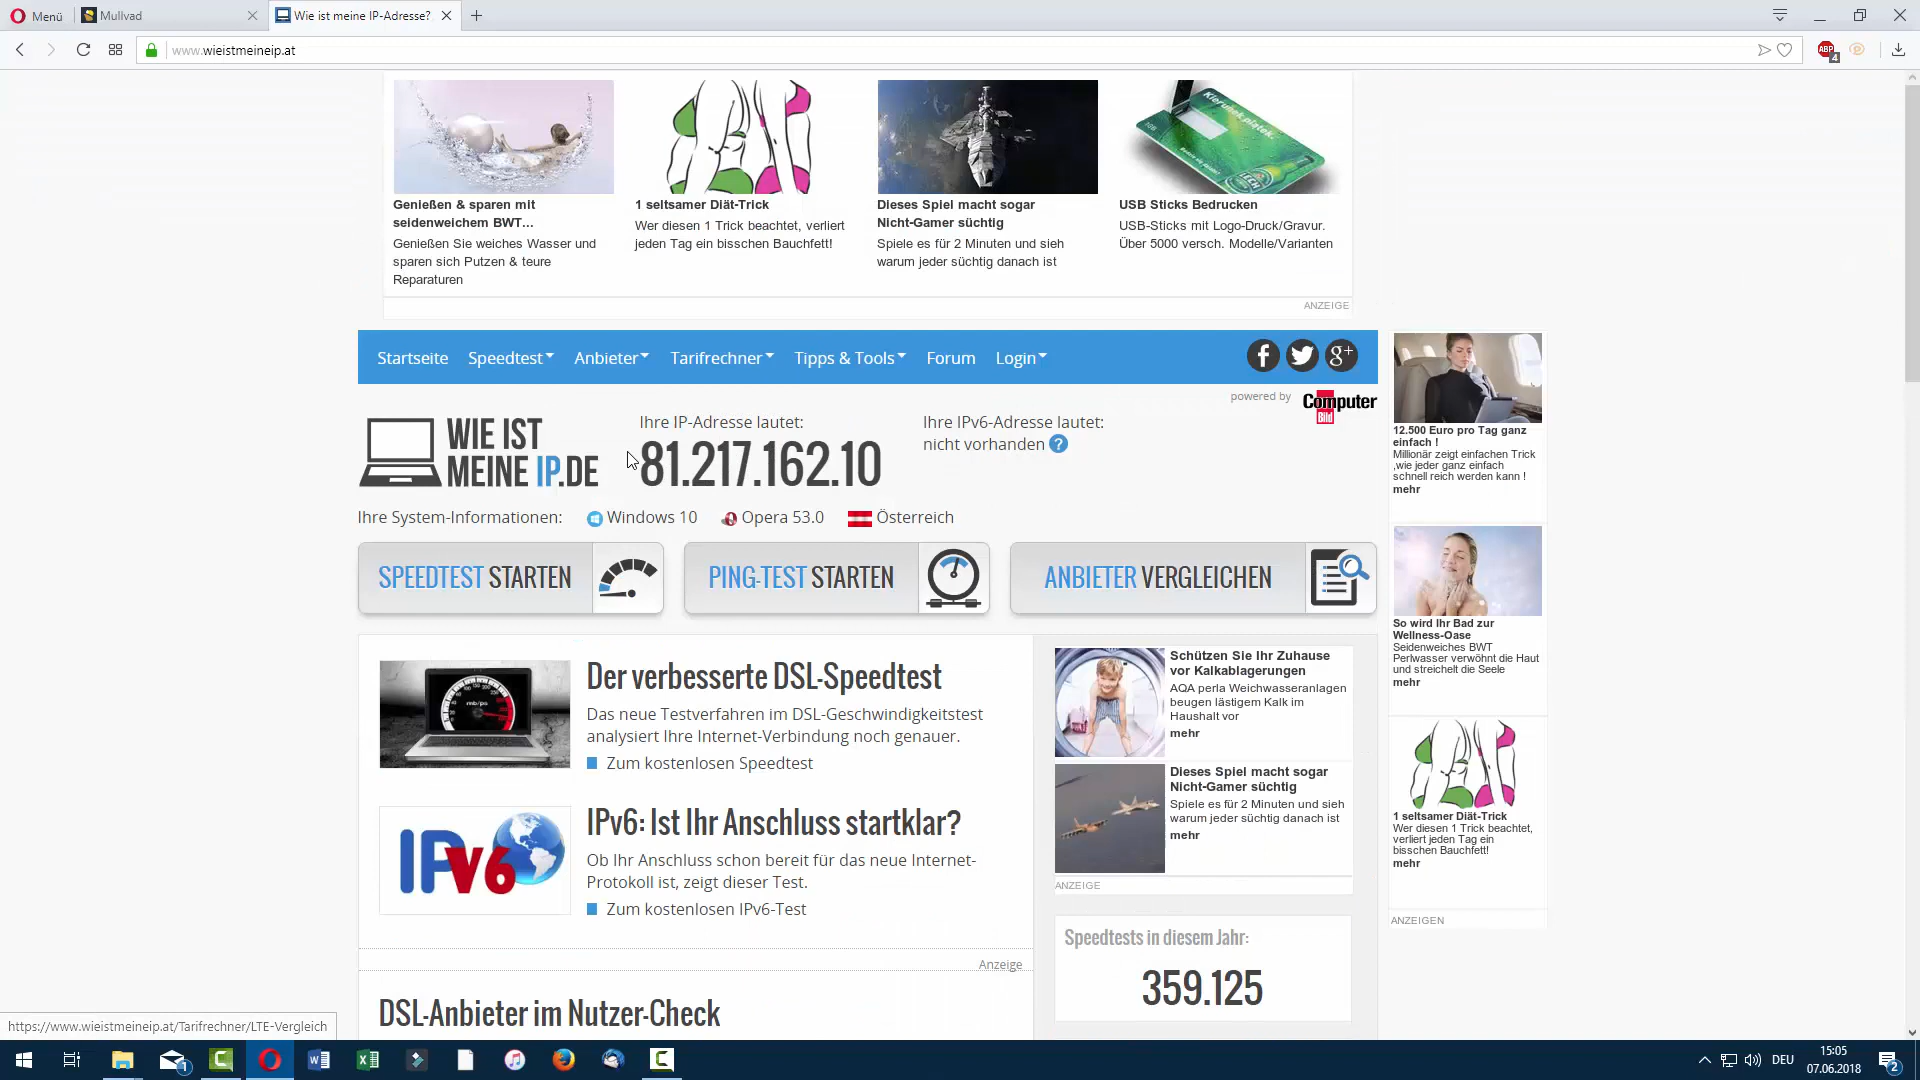 Menü
Mullvad
Wie ist meine IP-Adresse?
www.wieistmeineip.at
ABP
4
Genießen & sparen mit
seidenweichem BWT...
Genießen Sie weiches Wasser und
sparen sich Putzen & teure
Reparaturen
1 seltsamer Diät-Trick
Wer diesen 1 Trick beachtet, verliert
jeden Tag ein bisschen Bauchfett!
Dieses Spiel macht sogar
Nicht-Gamer süchtig
Spiele es für 2 Minuten und sieh
warum jeder süchtig danach ist
LECH
USB Sticks Bedrucken
USB-Sticks mit Logo-Druck/Gravur.
Über 5000 versch. Modelle/Varianten
ANZEIGE
Startseite
Speedtest
Anbieter
Tarifrechner
Tipps & Tools
Forum
Login
f
g+
powered by
Computer
Bild
WIE IST
MEINE IP.DE
Ihre IP-Adresse lautet:
81.217.162.10
Ihre IPv6-Adresse lautet:
nicht vorhanden ?
Ihre System-Informationen:
Windows 10
Opera 53.0
Österreich
SPEEDTEST STARTEN
PING-TEST STARTEN
ANBIETER VERGLEICHEN
Der verbesserte DSL-Speedtest
Das neue Testverfahren im DSL-Geschwindigkeitstest
analysiert Ihre Internet-Verbindung noch genauer.
Zum kostenlosen Speedtest
IPv6
IPv6: Ist Ihr Anschluss startklar?
Ob Ihr Anschluss schon bereit für das neue Internet-
Protokoll ist, zeigt dieser Test.
Zum kostenlosen IPv6-Test
Anzeige
DSL-Anbieter im Nutzer-Check
Schützen Sie Ihr Zuhause
vor Kalkablagerungen
AQA perla Weichwasseranlagen
beugen lästigem Kalk im
Haushalt vor
mehr
Dieses Spiel macht sogar
Nicht-Gamer süchtig
Spiele es für 2 Minuten und sieh
warum jeder süchtig danach ist
mehr
ANZEIGE
Speedtests in diesem Jahr:
359.125
12.500 Euro pro Tag ganz
einfach !
Millionär zeigt einfachen Trick
,wie jeder ganz einfach
schnell reich werden kann !
mehr
So wird Ihr Bad zur
Wellness-Oase
Seidenweiches BWT
Perlwasser verwöhnt die Haut
und streichelt die Seele
mehr
1 seltsamer Diät-Trick
Wer diesen 1 Trick beachtet,
verliert jeden Tag ein
bisschen Bauchfett!
mehr
ANZEIGEN
https://www.wieistmeineip.at/Tarifrechner/LTE-Vergleich
1
DEU
15:05
07.06.2018
2